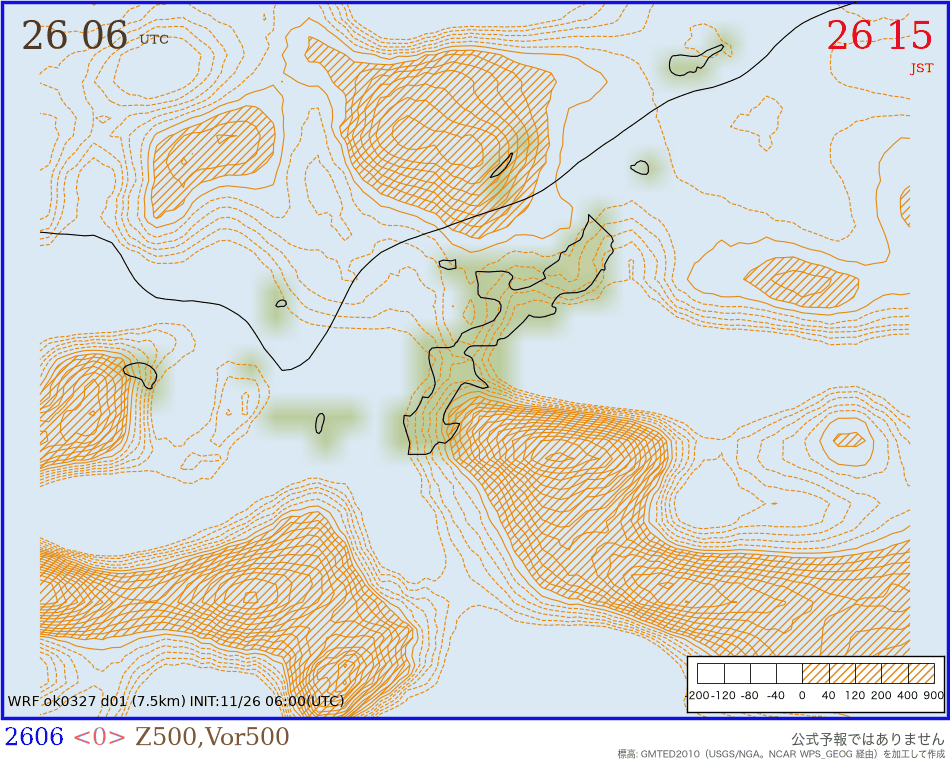 26 06 UTC
26 15
JST
WRF ok0327 d01 (7.5km) INIT:11/26 06:00(UTC)
200 -120 -80 -40 0 40 120 200 400 900
2606 <0> Z500,Vor500
公式予報ではありません
標高: GMTED2010（USGS/NGA。NCAR WPS_GEOG 経由）を加工して作成